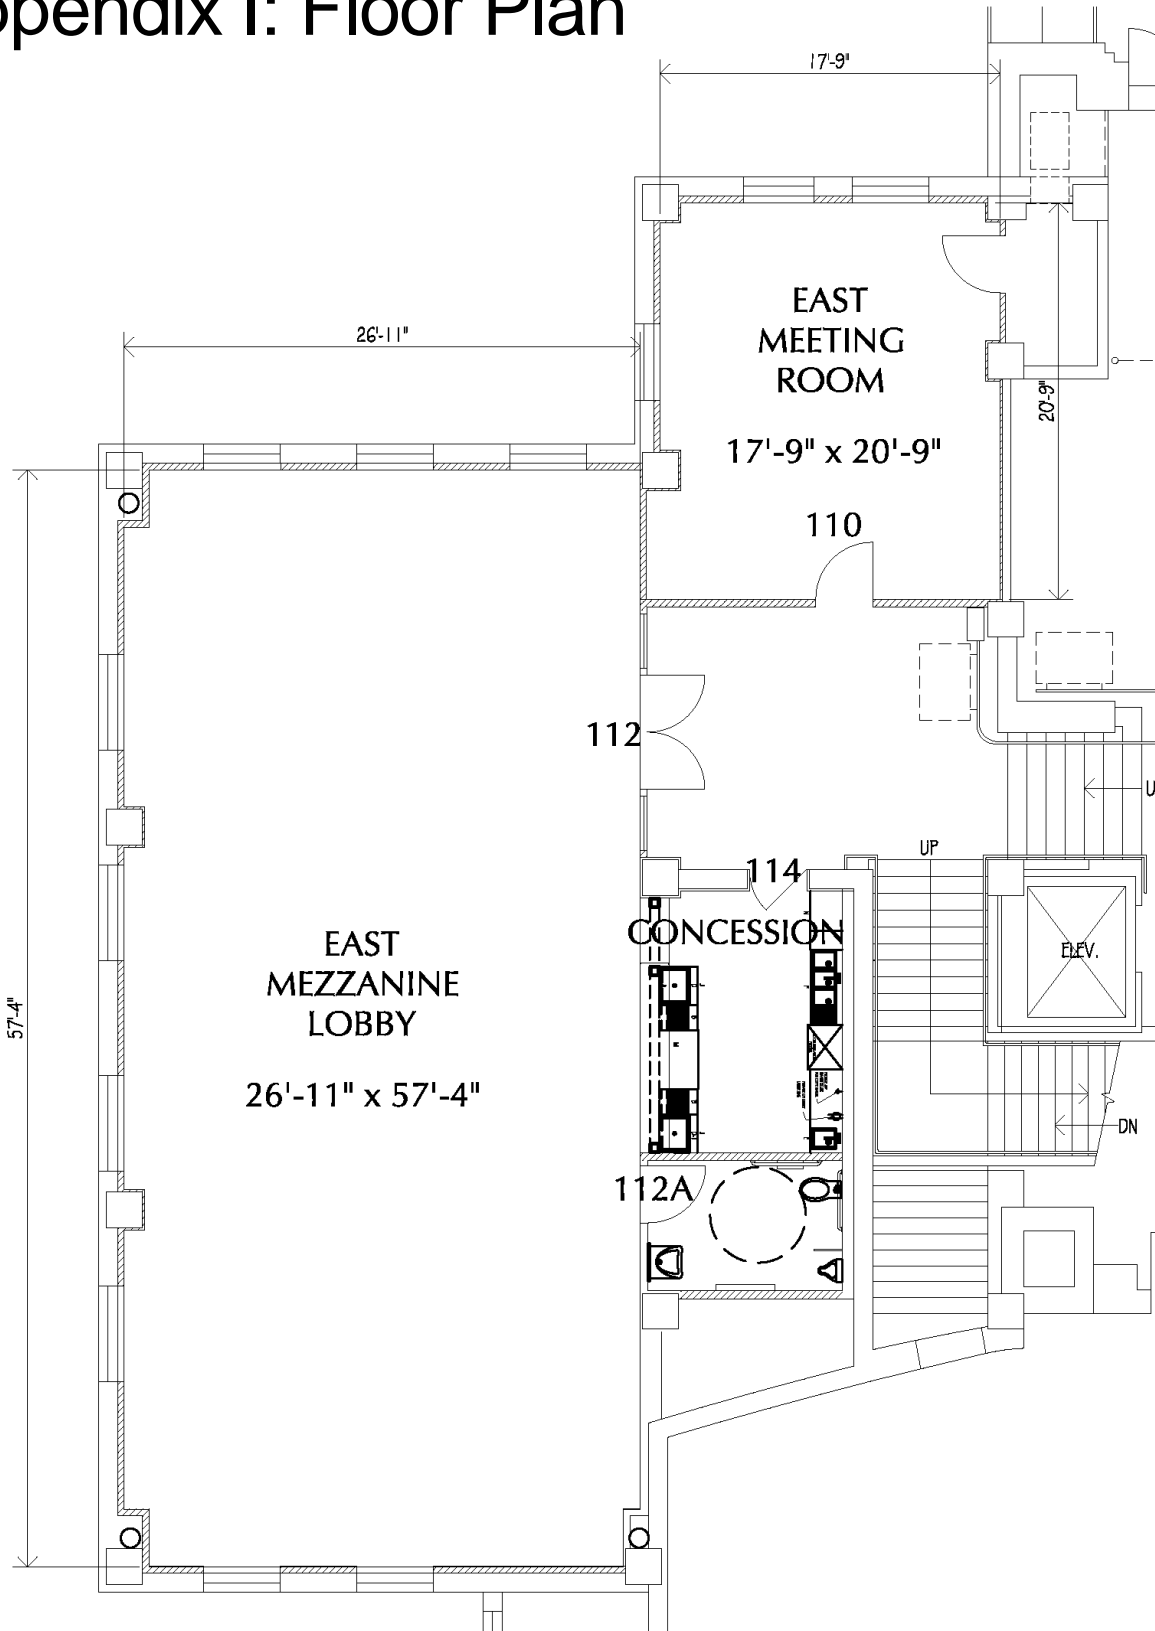 ppendix I: Floor Plan
17'-9"
26'-11"
EAST
MEETING
ROOM
17'-9" x 20'-9"
20'-9"
110
112
U
UP
114
CONCESSION
ELEV.
EAST
MEZZANINE
LOBBY
26'-11" x 57'-4"
57'-4"
DN
112A